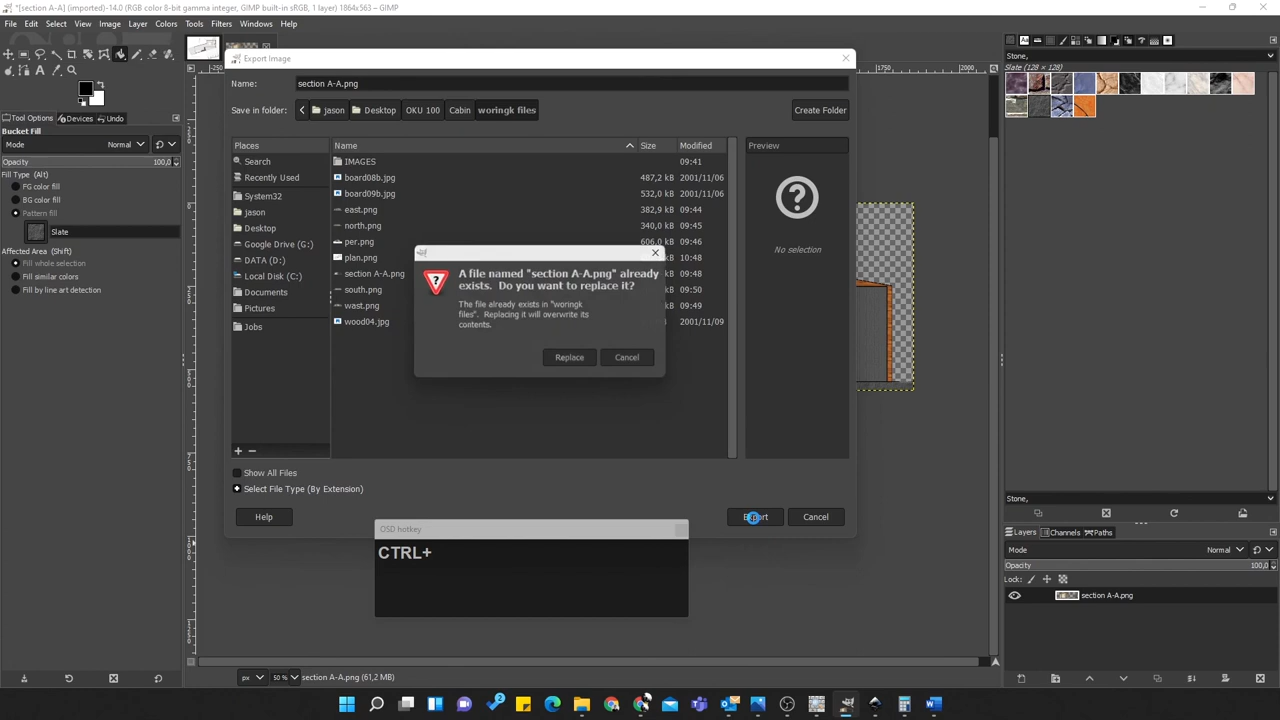 *[section A-A] (imported)-14.0 (RGB color 8-bit gamma integer, GIMP built-in sRGB, 1 layer) 1864x563 – GIMP
File Edit Select View Image Layer Colors Tools Filters Windows Help
-250
1750
2000
Export Image
Name: section A-A.png
Save in folder: jason Desktop OKU 100 Cabin woringk files Create Folder
Places Name Size Modified Preview
Search IMAGES 09:41
Recently Used board08b.jpg 487,2 kB 2001/11/06
System32 board09b.jpg 532,0 kB 2001/11/06
jason east.png 382,9 kB 09:44
Desktop north.png 340,0 kB 09:45
Google Drive (G:) per.png 606,0 kB 09:46
DATA (D:) plan.png 10:48
Local Disk (C:) section A-A.png 09:48
Documents south.png 09:50
Pictures wast.png 09:49
Jobs wood04.jpg 2001/11/09
No selection
A file named "section A-A.png" already
exists. Do you want to replace it?
The file already exists in "woringk
files". Replacing it will overwrite its
contents.
Replace Cancel
Show All Files
Select File Type (By Extension)
Help Export Cancel
OSD hotkey
CTRL+
Tool Options Devices Undo
Bucket Fill
Mode Normal
Opacity 100,0
Fill Type (Alt)
FG color fill
BG color fill
Pattern fill
Slate
Affected Area (Shift)
Fill whole selection
Fill similar colors
Fill by line art detection
Stone,
Slate (128 × 128)
Stone,
Layers Channels Paths
Mode Normal
Opacity 100,0
Lock:
section A-A.png
px 50 % section A-A.png (61,2 MB)
2